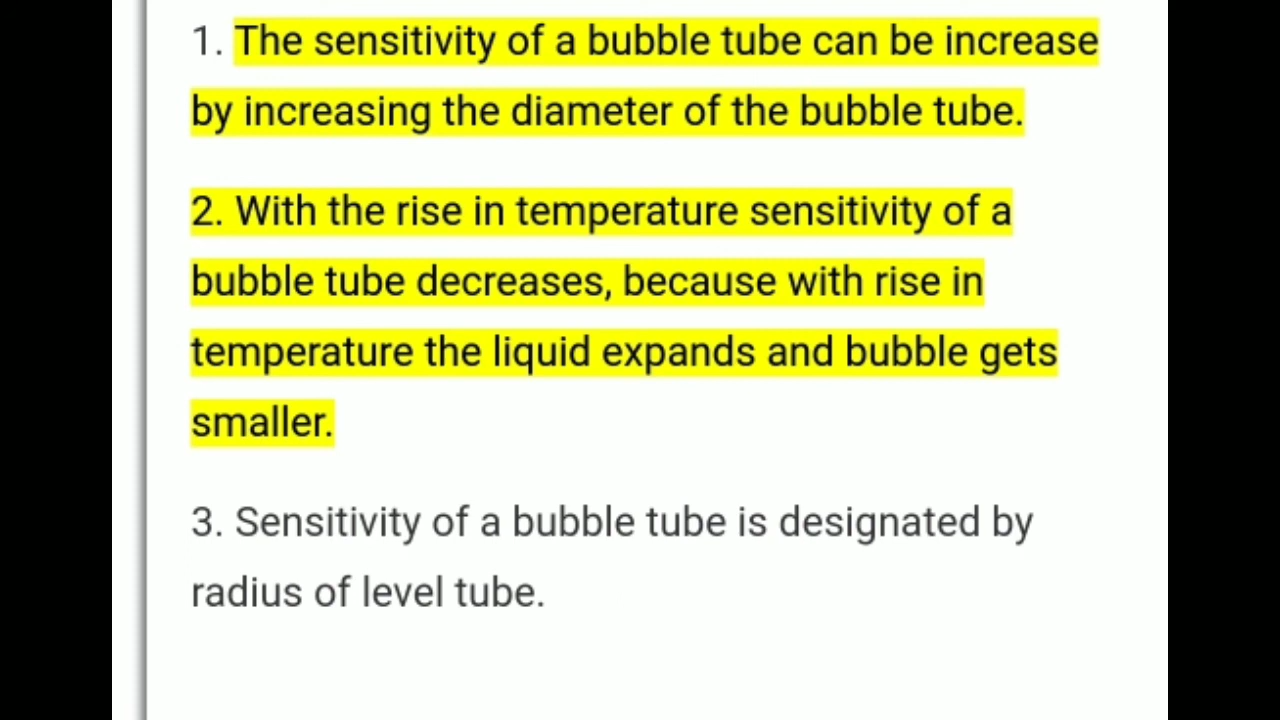 1. The sensitivity of a bubble tube can be increase
by increasing the diameter of the bubble tube.
2. With the rise in temperature sensitivity of a
bubble tube decreases, because with rise in
temperature the liquid expands and bubble gets
smaller.
3. Sensitivity of a bubble tube is designated by
radius of level tube.